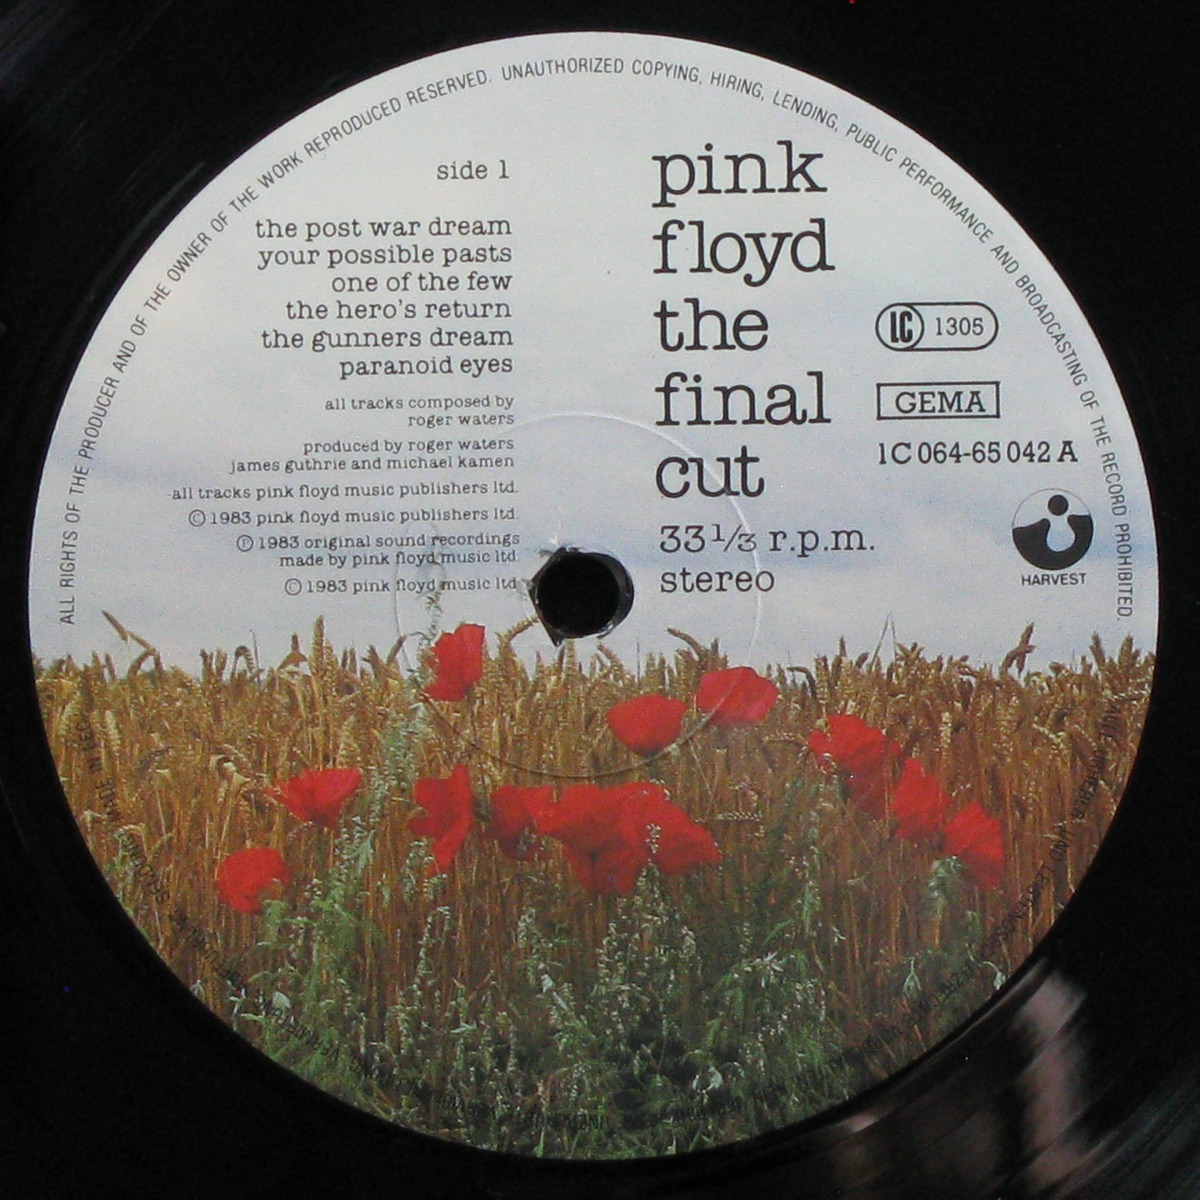 ALL RIGHTS OF THE PRODUCER AND OF THE OWNER OF THE WORK REPRODUCED RESERVED. UNAUTHORIZED COPYING, HIRING, LENDING, PUBLIC PERFORMANCE AND BROADCASTING OF THE RECORD PROHIBITED.
side 1
the post war dream
your possible pasts
one of the few
the hero's return
the gunners dream
paranoid eyes
all tracks composed by
roger waters
produced by roger waters
james guthrie and michael kamen
all tracks pink floyd music publishers ltd.
© 1983 pink floyd music publishers ltd.
℗ 1983 original sound recordings
made by pink floyd music ltd.
© 1983 pink floyd music ltd.
pink
floyd
the
final
cut
33⅓ r.p.m.
stereo
LC 1305
GEMA
1C 064-65 042 A
HARVEST
MADE IN EEC